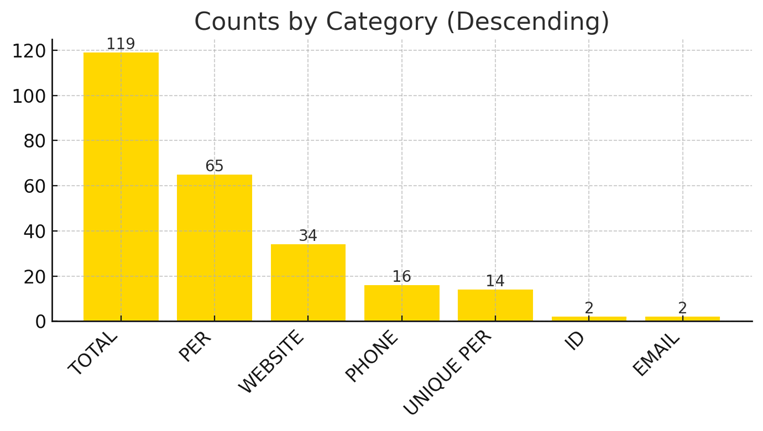 Counts by Category (Descending)
119
120
100
80
60
40
20
0
65
34
16
14
2
2
TOTAL
PER
WEBSITE
PHONE
UNIQUE PER
ID
EMAIL